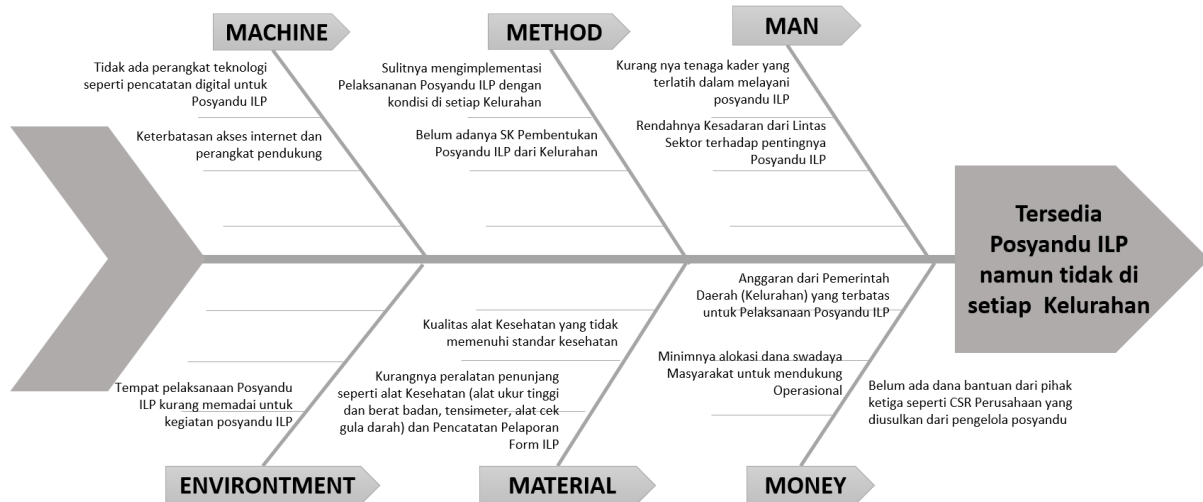 MACHINE
METHOD
MAN
Tidak ada perangkat teknologi
seperti pencatatan digital untuk
Posyandu ILP
Keterbatasan akses internet dan
perangkat pendukung
Sulitnya mengimplementasi
Pelaksananan Posyandu ILP dengan
kondisi di setiap Kelurahan
Belum adanya SK Pembentukan
Posyandu ILP dari Kelurahan
Kurang nya tenaga kader yang
terlatih dalam melayani
posyandu ILP
Rendahnya Kesadaran dari Lintas
Sektor terhadap pentingnya
Posyandu ILP
Tersedia
Posyandu ILP
namun tidak di
setiap Kelurahan
Tempat pelaksanaan Posyandu
ILP kurang memadai untuk
kegiatan posyandu ILP
Kualitas alat Kesehatan yang tidak
memenuhi standar kesehatan
Kurangnya peralatan penunjang
seperti alat Kesehatan (alat ukur tinggi
dan berat badan, tensimeter, alat cek
gula darah) dan Pencatatan Pelaporan
Form ILP
Anggaran dari Pemerintah
Daerah (Kelurahan) yang terbatas
untuk Pelaksanaan Posyandu ILP
Minimnya alokasi dana swadaya
Masyarakat untuk mendukung
Operasional
Belum ada dana bantuan dari pihak
ketiga seperti CSR Perusahaan yang
diusulkan dari pengelola posyandu
ENVIRONTMENT
MATERIAL
MONEY